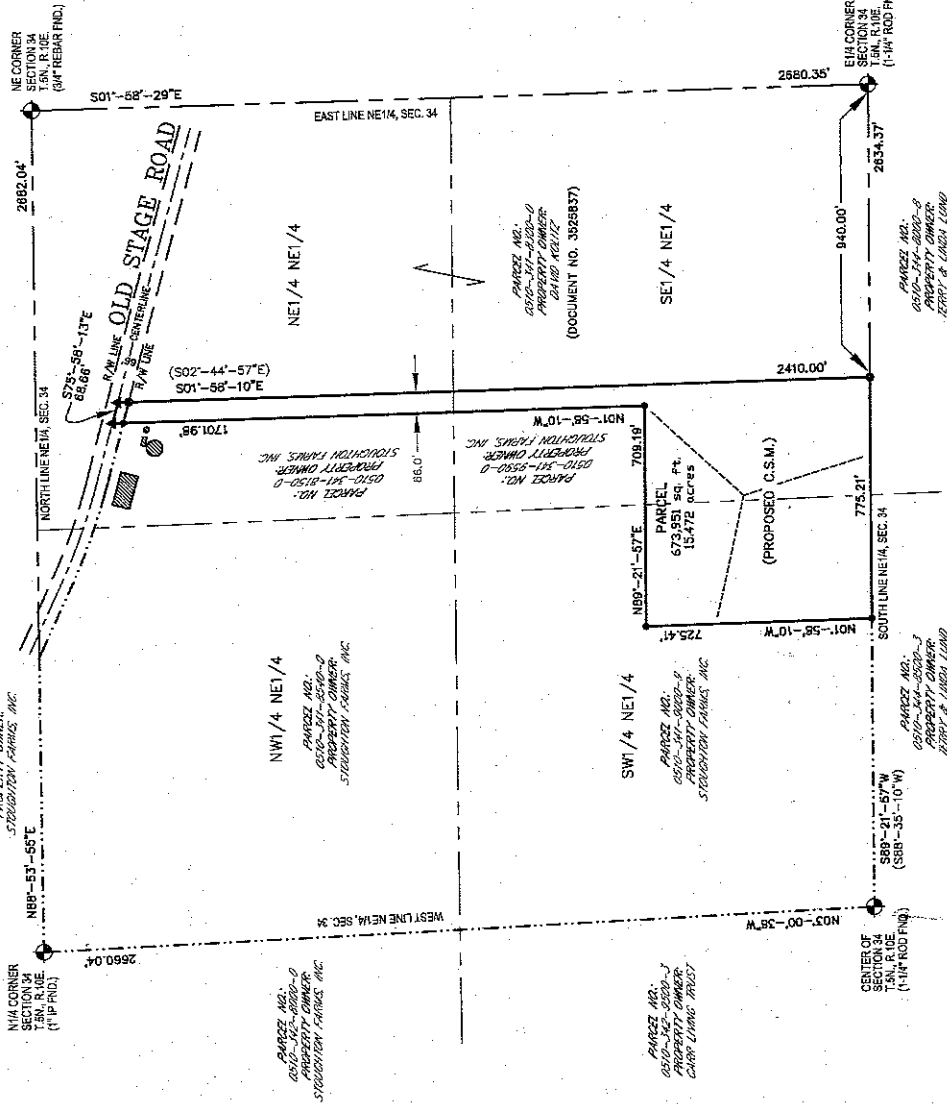 NE CORNER
SECTION 34
T.5N., R.10E.
(3/4" REBAR FND.)
N1/4 CORNER
SECTION 34
T.5N., R.10E.
(1" IP FND.)
STOUGHTON FARMS, INC.
N88°-53'-55"E
2662.04'
NORTH LINE NE1/4, SEC. 34
S75°-58'-13"E
68.66'
R/W LINE
OLD STAGE ROAD
CENTERLINE
R/W LINE
S01°-58'-29"E
EAST LINE NE1/4, SEC. 34
2680.35'
(S02°-44'-57"E)
S01°-58'-10"E
2410.00'
1701.98'
N01°-58'-10"W
66.0'
NE1/4 NE1/4
PARCEL NO.:
0510-341-8300-0
PROPERTY OWNER:
DAVID KOLTZ
(DOCUMENT NO. 3525837)
SE1/4 NE1/4
PARCEL NO.:
0510-341-8150-0
PROPERTY OWNER:
STOUGHTON FARMS, INC
PARCEL NO.:
0510-341-9590-0
PROPERTY OWNER:
STOUGHTON FARMS, INC
NW1/4 NE1/4
PARCEL NO.:
0510-341-8540-0
PROPERTY OWNER:
STOUGHTON FARMS, INC
WEST LINE NE1/4, SEC. 34
2660.04'
N03°-00'-38"W
PARCEL NO.:
0510-342-8000-0
PROPERTY OWNER:
STOUGHTON FARMS, INC.
PARCEL NO.:
0510-342-9500-3
PROPERTY OWNER:
CARR LIVING TRUST
SW1/4 NE1/4
PARCEL NO.:
0510-341-9000-9
PROPERTY OWNER:
STOUGHTON FARMS, INC
N89°-21'-57"E
709.19'
PARCEL
673,951 sq. ft.
15.472 acres
(PROPOSED C.S.M.)
725.41'
N01°-58'-10"W
775.21'
SOUTH LINE NE1/4, SEC. 34
940.00'
2634.37'
E1/4 CORNER
SECTION 34
T.5N., R.10E.
(1-1/4" ROD
CENTER OF
SECTION 34
T.5N., R.10E.
(1-1/4" ROD FND.)
S89°-21'-57"W
(S88°-35'-10"W)
PARCEL NO.:
0510-344-8500-3
PROPERTY OWNER:
JERRY & LINDA LUND
PARCEL NO.:
0510-344-8000-8
PROPERTY OWNER:
JERRY & LINDA LUND